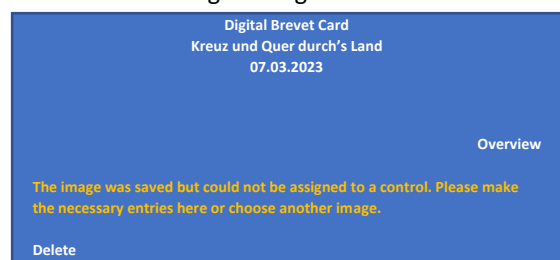 Digital Brevet Card
Kreuz und Quer durch's Land
07.03.2023
Overview
The image was saved but could not be assigned to a control. Please make
the necessary entries here or choose another image.
Delete